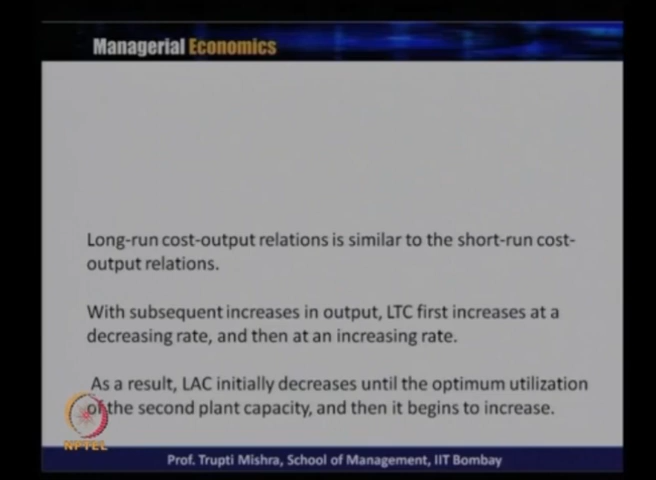 Managerial Economics
Long-run cost-output relations is similar to the short-run cost-
output relations.
With subsequent increases in output, LTC first increases at a
decreasing rate, and then at an increasing rate.
As a result, LAC initially decreases until the optimum utilization
of the second plant capacity, and then it begins to increase.
NPTEL
Prof. Trupti Mishra, School of Management, IIT Bombay